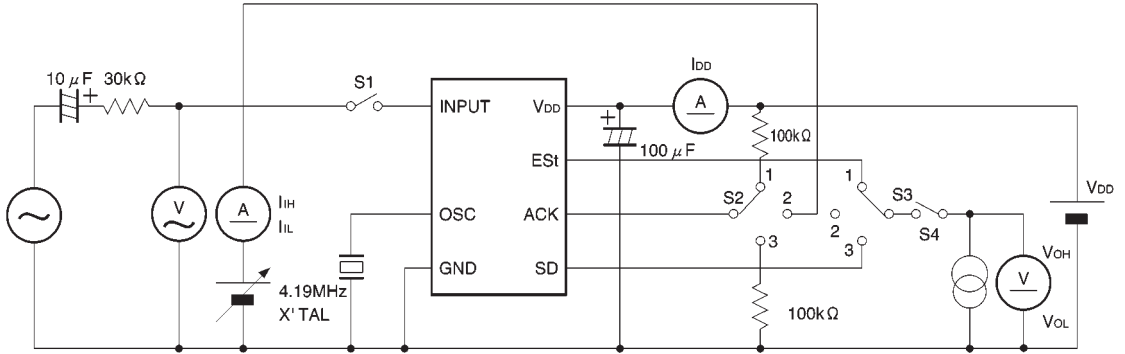 IDD
10 μF
+
30kΩ
S1
INPUT
VDD
A
+
100 μF
100kΩ
ESt
1
S2
2
1
S3
VDD
V
A
IIH
IIL
OSC
ACK
2
S4
3
3
VOH
GND
SD
V
4.19MHz
X' TAL
100kΩ
VOL